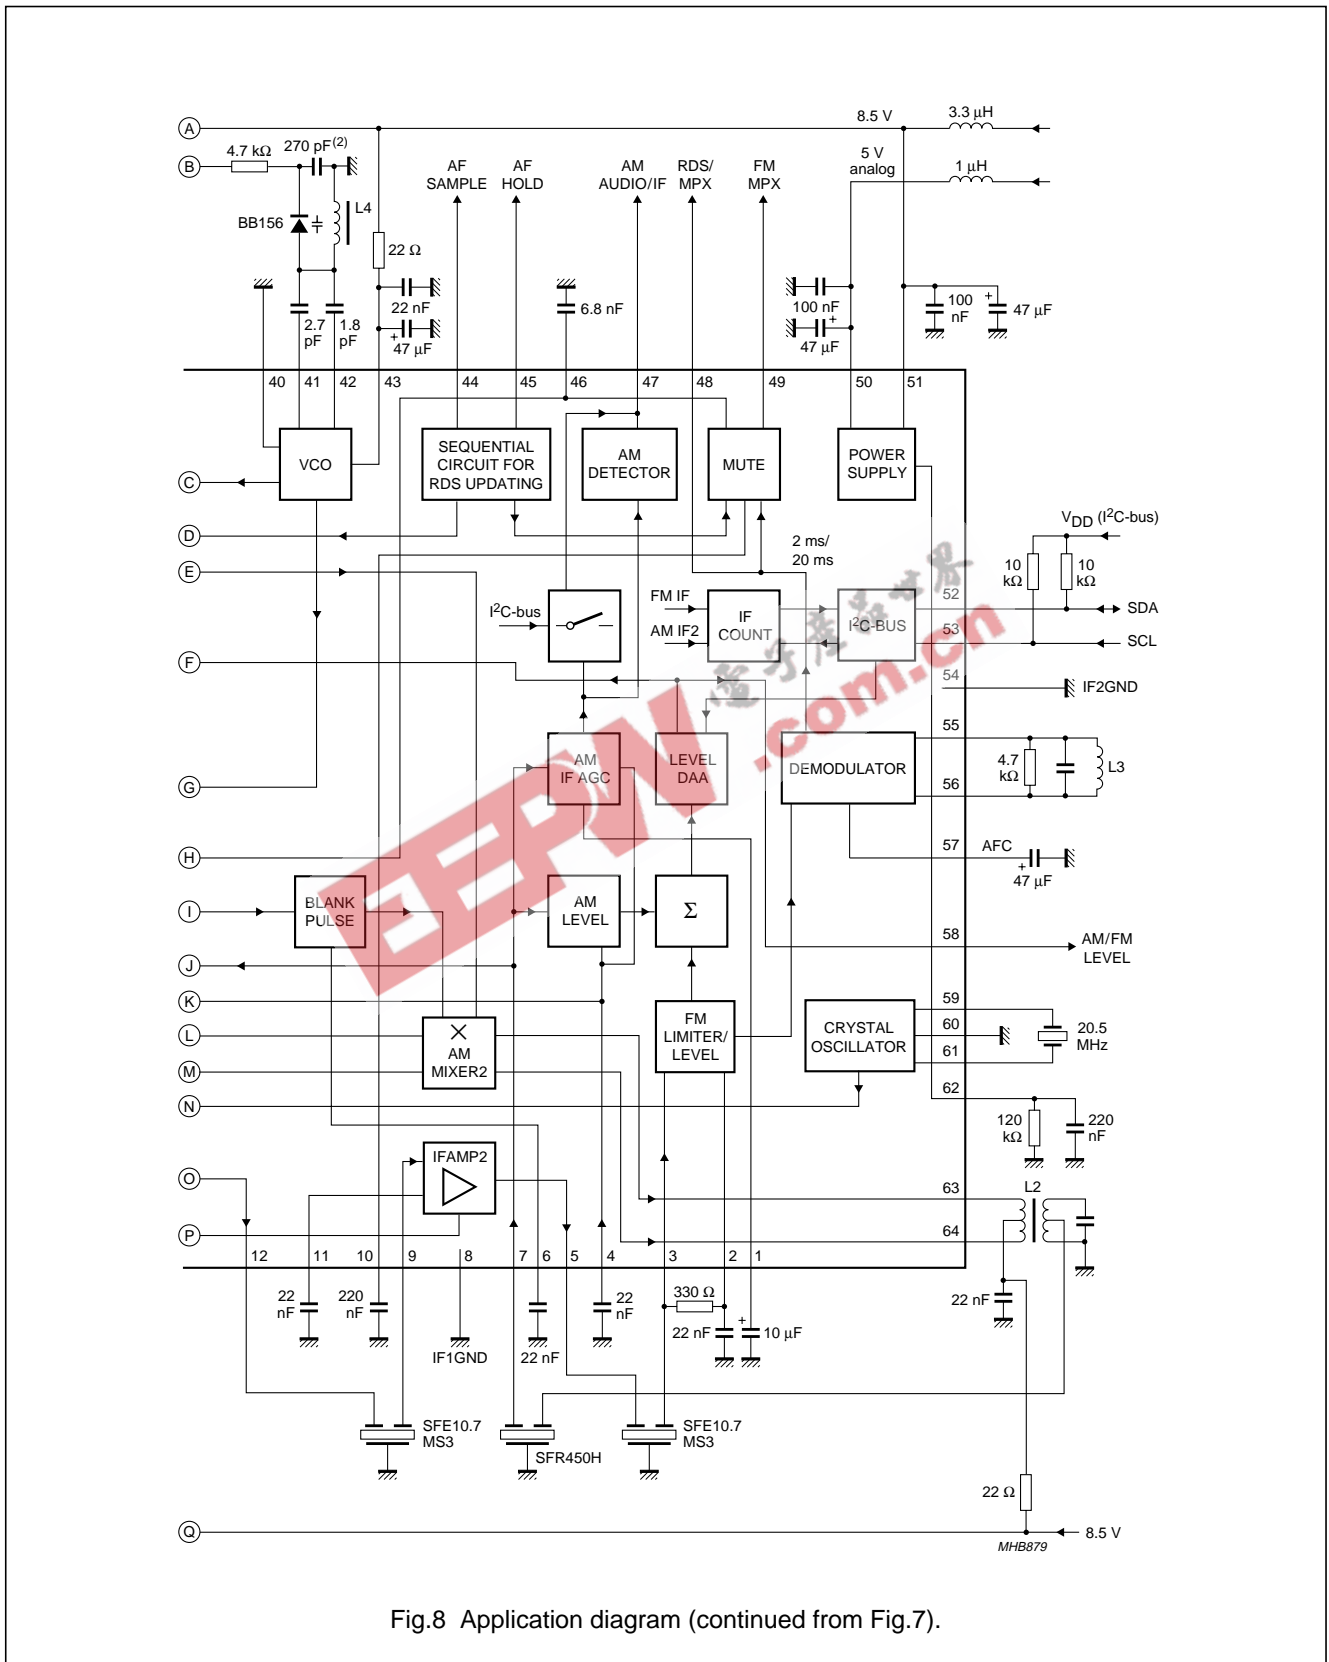 A
8.5 V
3.3 µH
B
4.7 kΩ
270 pF(2)
5 V
analog
1 µH
AF
SAMPLE
AF
HOLD
AM
AUDIO/IF
RDS/
MPX
FM
MPX
BB156
L4
22 Ω
22 nF
47 µF
+
2.7
pF
1.8
pF
6.8 nF
100 nF
+
47 µF
100
nF
+
47 µF
40
41
42
43
44
45
46
47
48
49
50
51
VCO
SEQUENTIAL
CIRCUIT FOR
RDS UPDATING
AM
DETECTOR
MUTE
POWER
SUPPLY
C
D
E
VDD (I2C-bus)
2 ms/
20 ms
10
kΩ
10
kΩ
I2C-bus
FM IF
AM IF2
IF
COUNT
I2C-BUS
52
SDA
53
SCL
F
54
IF2GND
電子産品世界
.com.cn
EEPW
55
AM
IF AGC
LEVEL
DAA
DEMODULATOR
4.7
kΩ
L3
G
56
H
57
AFC
+
47 µF
I
BLANK
PULSE
AM
LEVEL
Σ
58
AM/FM
LEVEL
J
K
59
L
AM
MIXER2
FM
LIMITER/
LEVEL
CRYSTAL
OSCILLATOR
60
20.5
MHz
61
M
62
N
120
kΩ
220
nF
IFAMP2
O
63
L2
P
64
12
11
10
9
8
7
6
5
4
3
2
1
22
nF
220
nF
IF1GND
22 nF
22
nF
330 Ω
22 nF
+
10 µF
22 nF
SFE10.7
MS3
SFR450H
SFE10.7
MS3
22 Ω
Q
8.5 V
MHB879
Fig.8 Application diagram (continued from Fig.7).